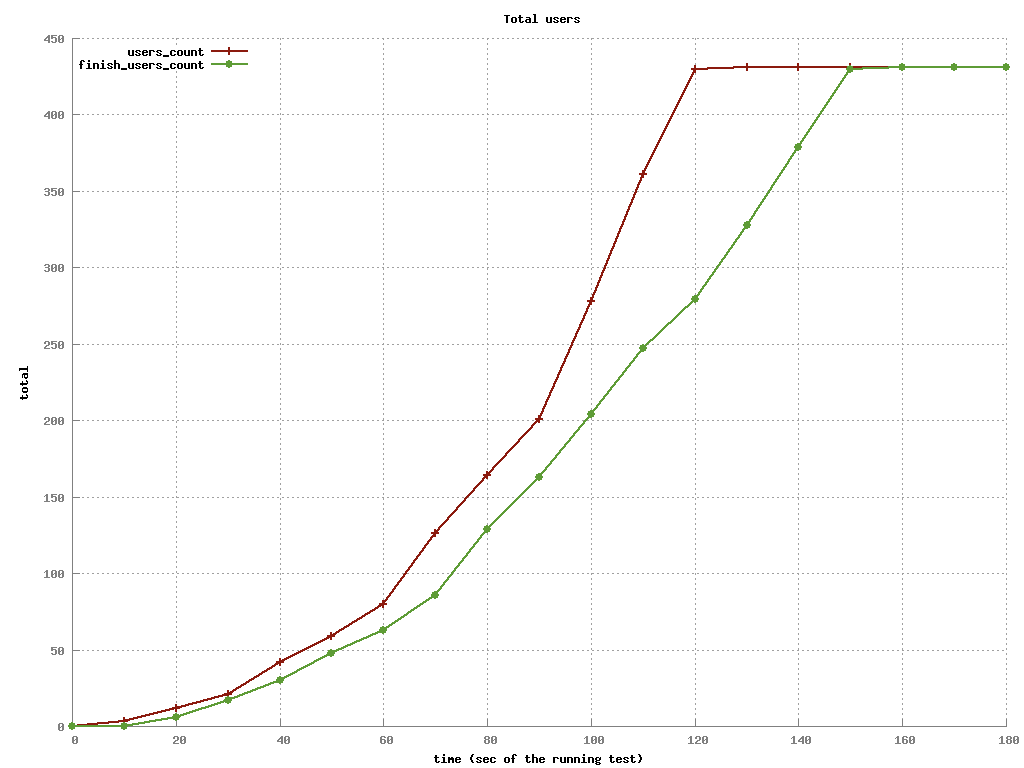 Total users
users_count
finish_users_count
450
400
350
300
250
200
150
100
50
0
total
0 20 40 60 80 100 120 140 160 180
time (sec of the running test)